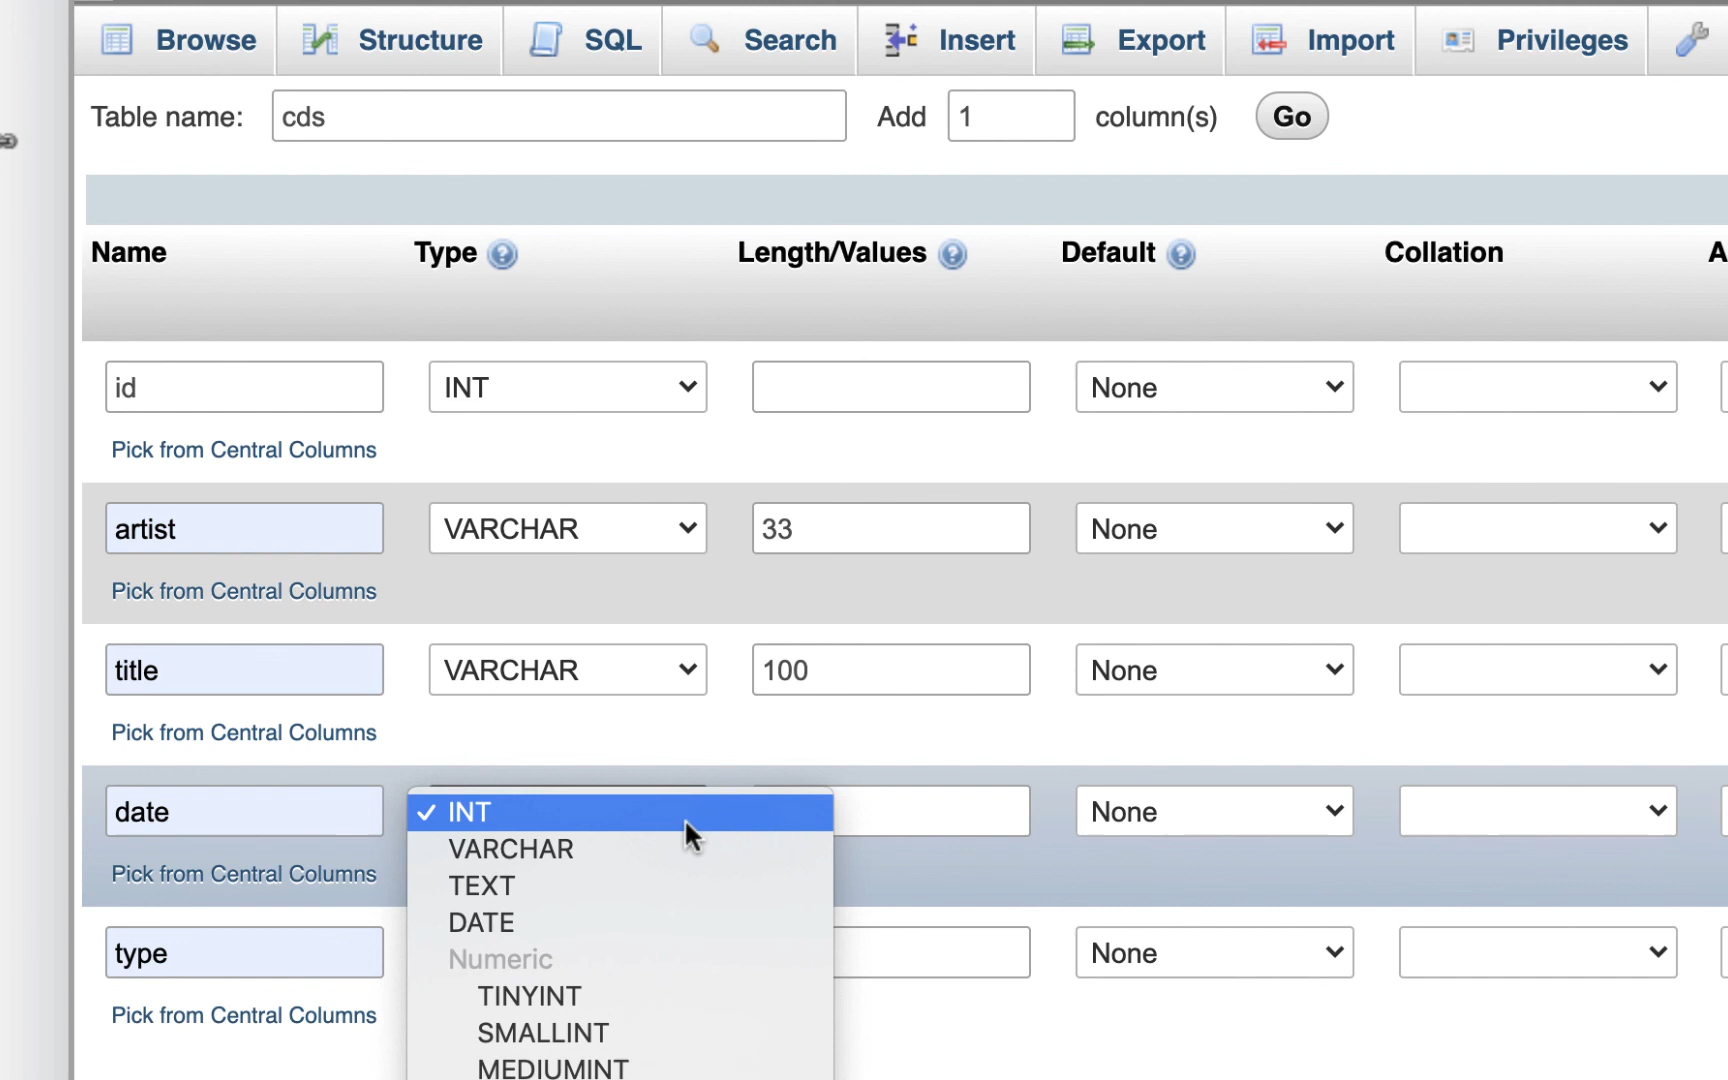 Browse Structure SQL Search Insert Export Import Privileges
Table name: cds Add 1 column(s) Go
Name Type Length/Values Default Collation A
id INT None
Pick from Central Columns
artist VARCHAR 33 None
Pick from Central Columns
title VARCHAR 100 None
Pick from Central Columns
date ✓ INT None
VARCHAR
Pick from Central Columns TEXT
DATE
type Numeric None
TINYINT
Pick from Central Columns SMALLINT
MEDIUMINT